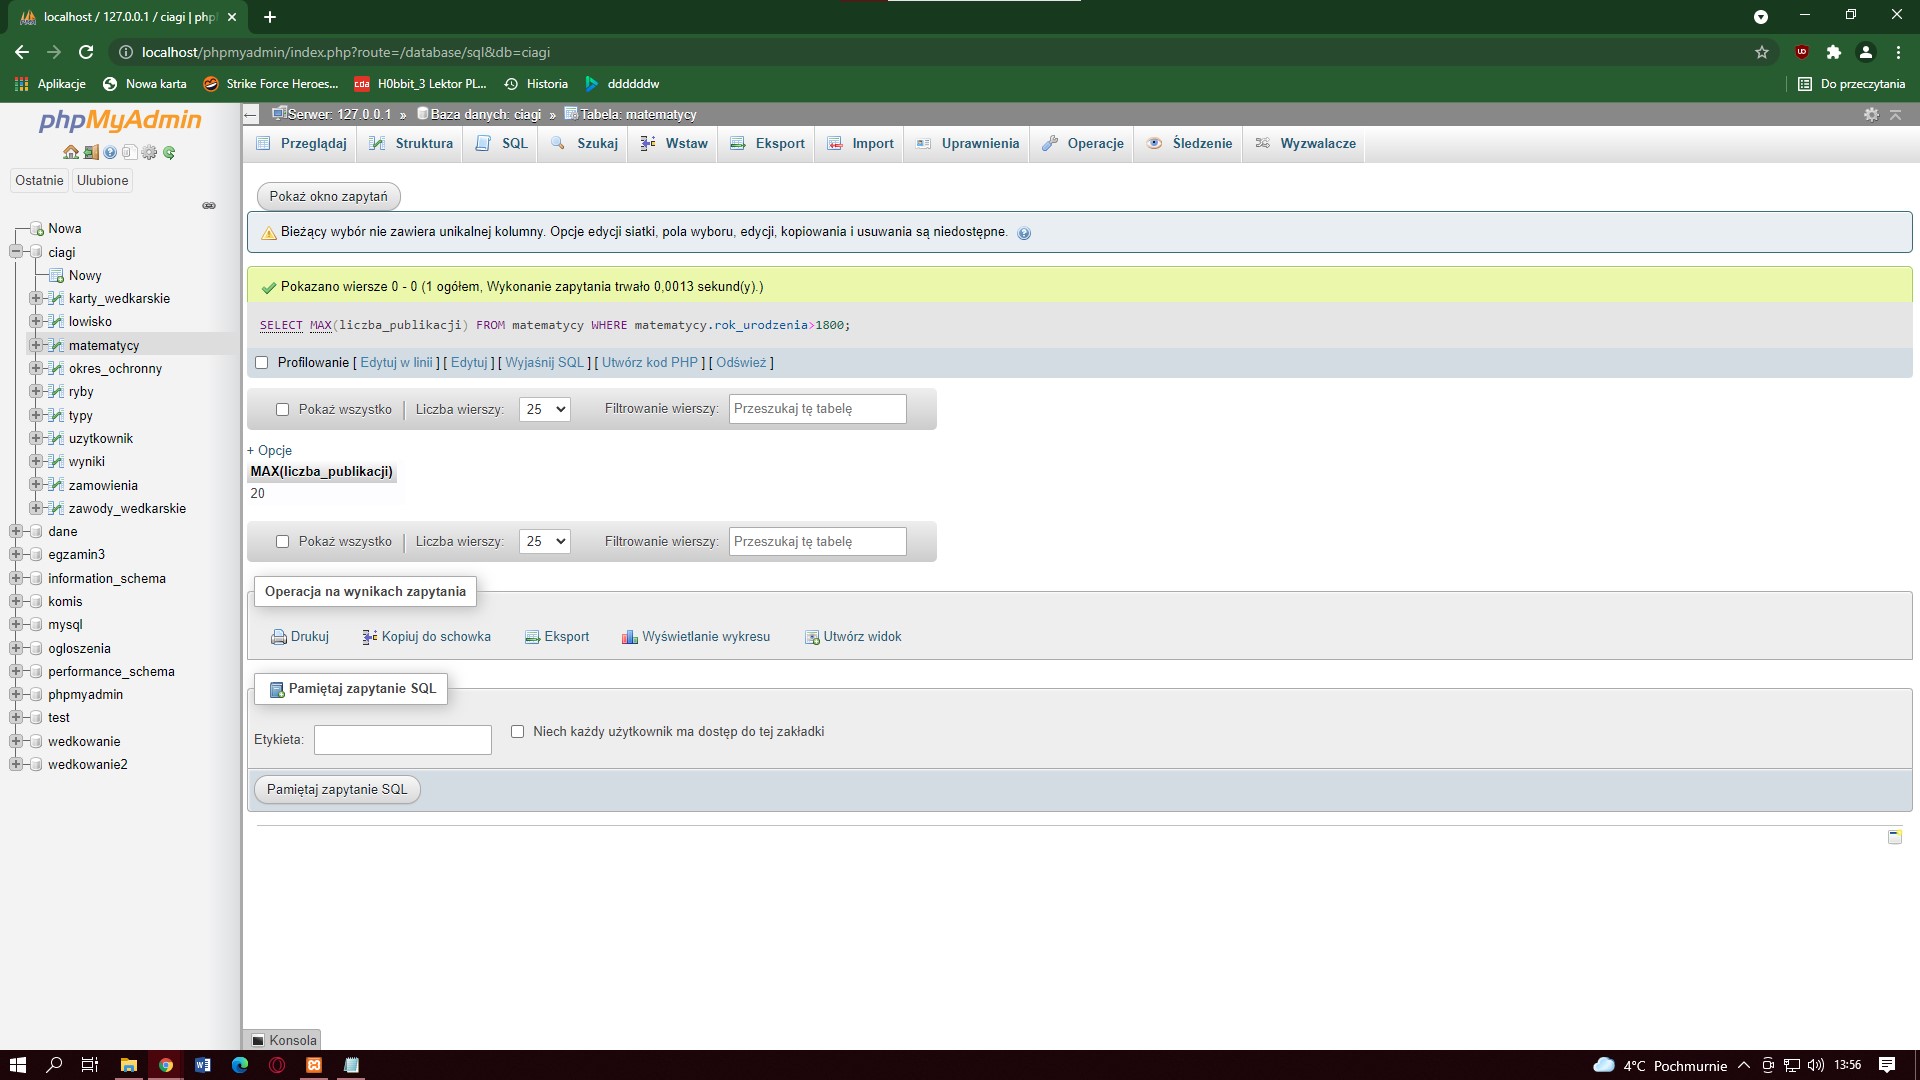 localhost / 127.0.0.1 / ciagi | php
localhost/phpmyadmin/index.php?route=/database/sql&db=ciagi
Aplikacje
Nowa karta
Strike Force Heroes...
cda H0bbit_3 Lektor PL...
Historia
ddddddw
Do przeczytania
phpMyAdmin
Ostatnie
Ulubione
Nowa
ciagi
Nowy
karty_wedkarskie
lowisko
matematycy
okres_ochronny
ryby
typy
uzytkownik
wyniki
zamowienia
zawody_wedkarskie
dane
egzamin3
information_schema
komis
mysql
ogloszenia
performance_schema
phpmyadmin
test
wedkowanie
wedkowanie2
Serwer: 127.0.0.1 » Baza danych: ciagi » Tabela: matematycy
Przeglądaj
Struktura
SQL
Szukaj
Wstaw
Eksport
Import
Uprawnienia
Operacje
Śledzenie
Wyzwalacze
Pokaż okno zapytań
Bieżący wybór nie zawiera unikalnej kolumny. Opcje edycji siatki, pola wyboru, edycji, kopiowania i usuwania są niedostępne.
Pokazano wiersze 0 - 0 (1 ogółem, Wykonanie zapytania trwało 0,0013 sekund(y).)
SELECT MAX(liczba_publikacji) FROM matematycy WHERE matematycy.rok_urodzenia>1800;
Profilowanie [ Edytuj w linii ] [ Edytuj ] [ Wyjaśnij SQL ] [ Utwórz kod PHP ] [ Odśwież ]
Pokaż wszystko | Liczba wierszy: 25 Filtrowanie wierszy: Przeszukaj tę tabelę
+ Opcje
MAX(liczba_publikacji)
20
Pokaż wszystko | Liczba wierszy: 25 Filtrowanie wierszy: Przeszukaj tę tabelę
Operacja na wynikach zapytania
Drukuj
Kopiuj do schowka
Eksport
Wyświetlanie wykresu
Utwórz widok
Pamiętaj zapytanie SQL
Etykieta:
Niech każdy użytkownik ma dostęp do tej zakładki
Pamiętaj zapytanie SQL
Konsola
4°C Pochmurnie
13:56